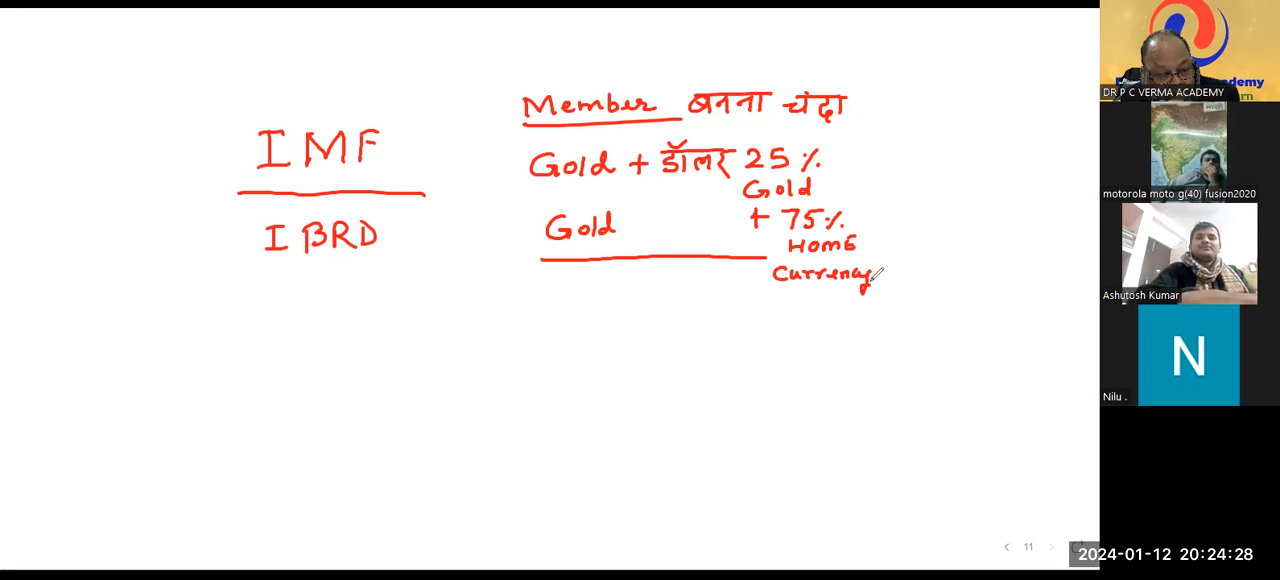 IMF
IBRD
Member बनना चंदा
Gold + डॉलर 25%
Gold
Gold + 75%
HOME
Currency
DR P C VERMA ACADEMY
motorola moto g(40) fusion2020
Ashutosh Kumar
N
Nilu .
11
2024-01-12 20:24:28